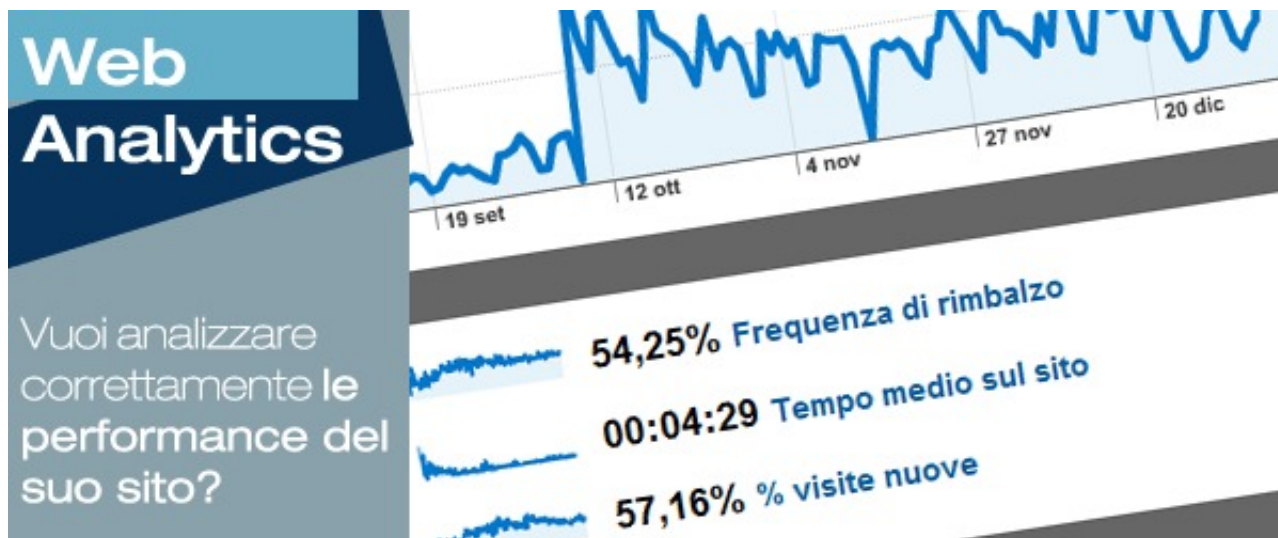 Web
Analytics
Vuoi analizzare
correttamente le
performance del
suo sito?
19 set
12 ott
4 nov
27 nov
20 dic
54,25% Frequenza di rimbalzo
00:04:29 Tempo medio sul sito
57,16% % visite nuove